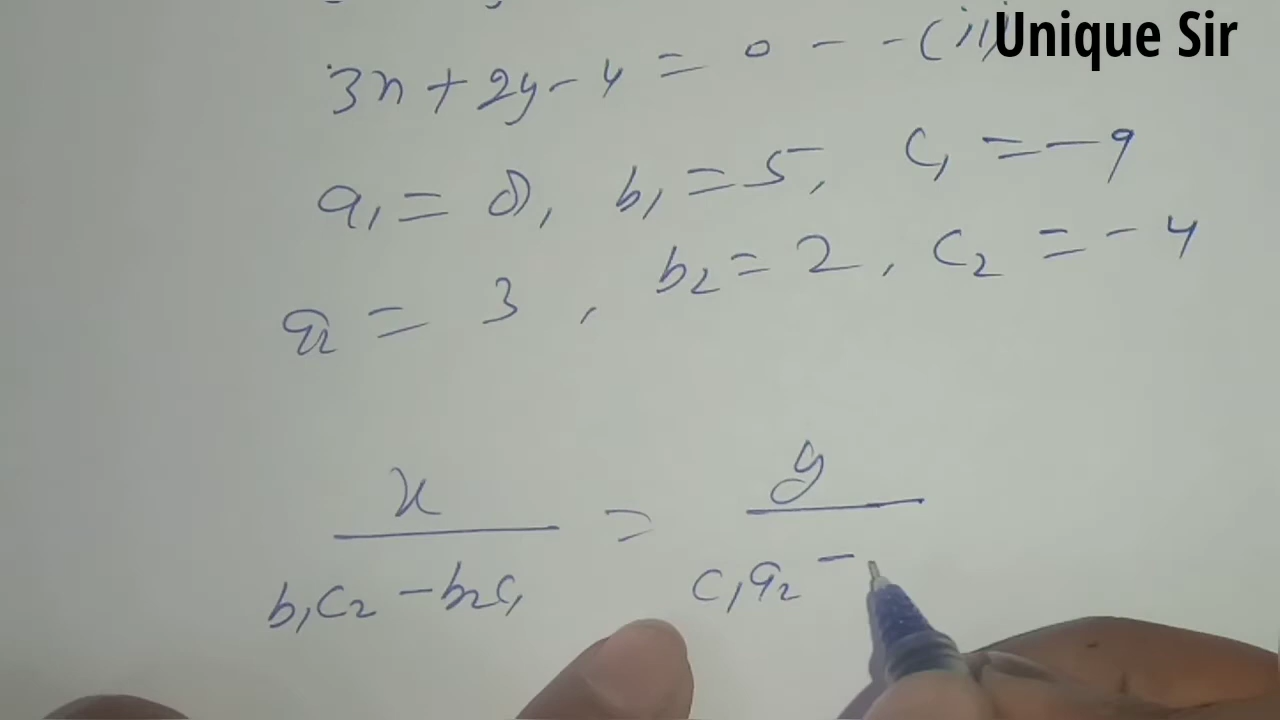 Unique Sir
3x + 2y - 4 = 0 - - (ii)
a₁ = 8, b₁ = 5, c₁ = -9
a₂ = 3, b₂ = 2, c₂ = -4
x / b₁c₂ - b₂c₁ = y / c₁a₂ -